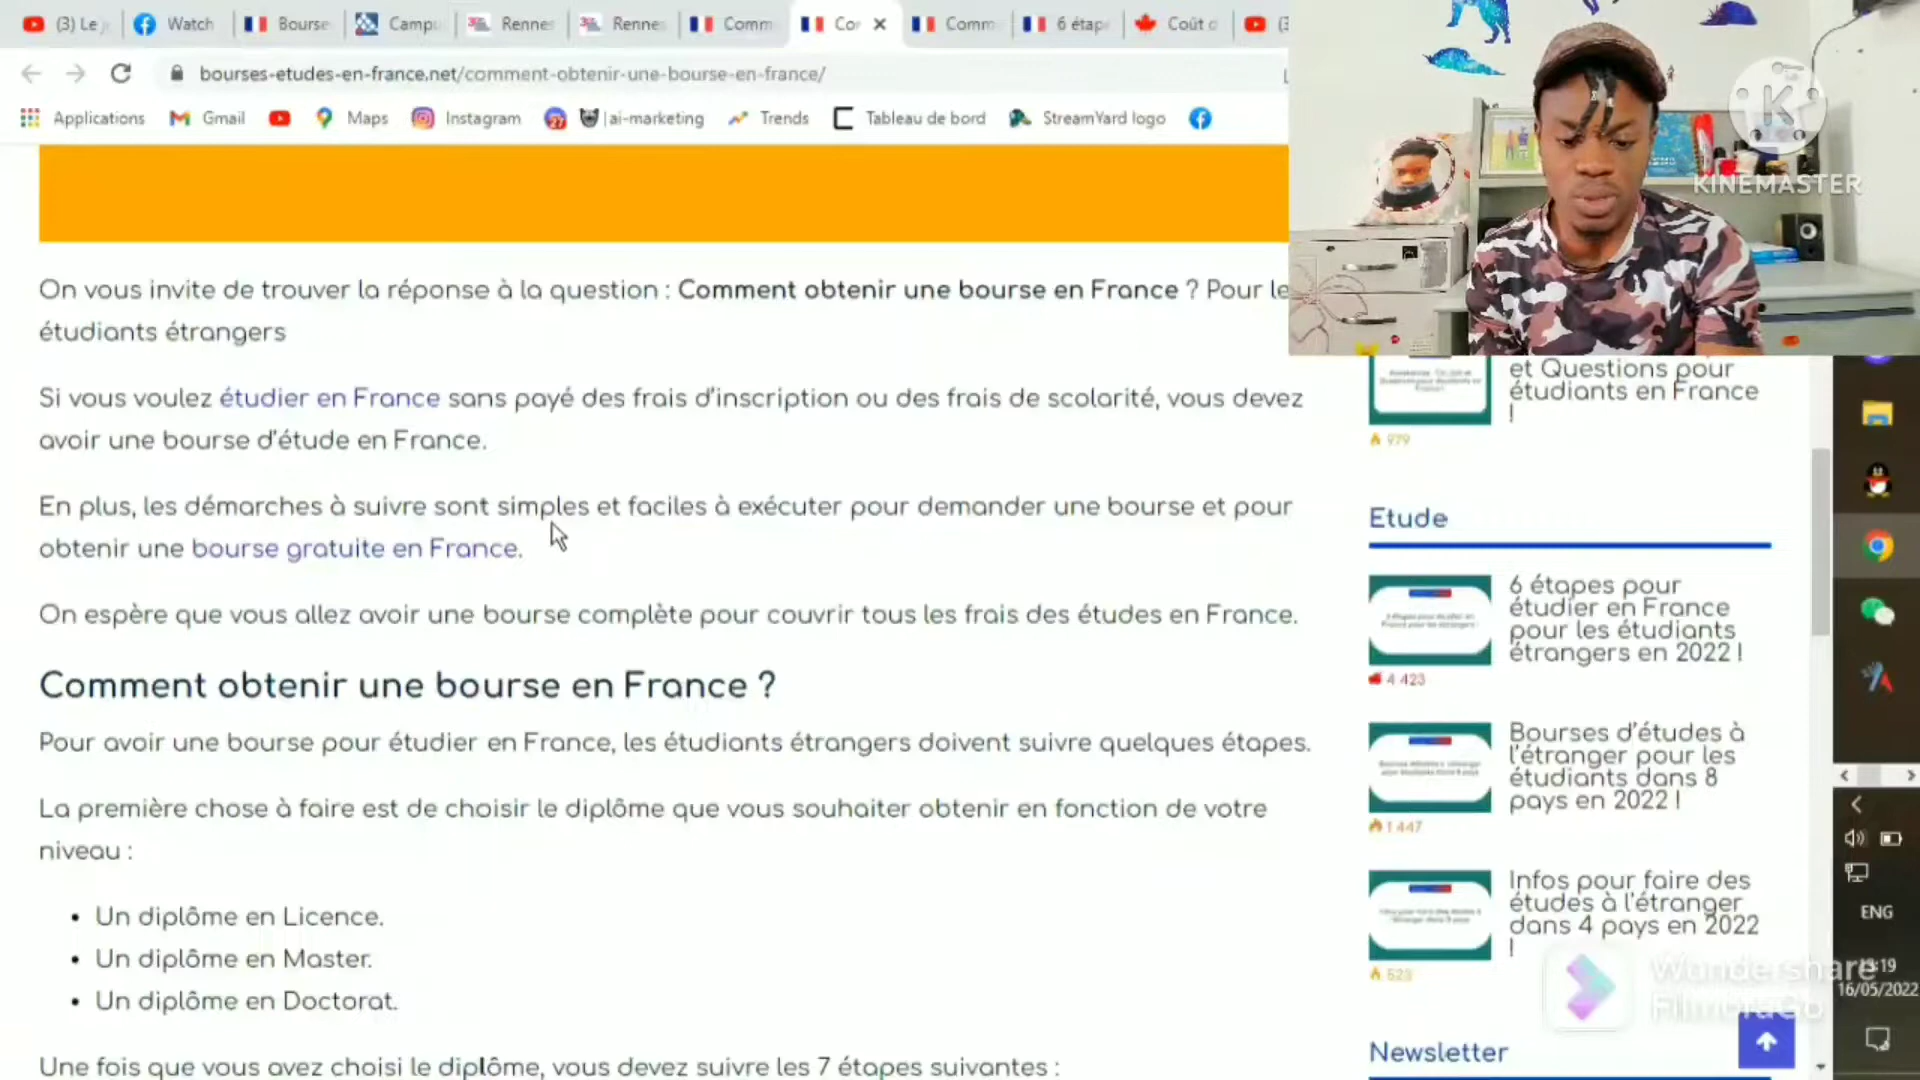 (3) Le j
Watch
Bourse
Campu
Rennes
Rennes
Comm
Cor
Comm
6 étape
Coût d
(3
bourses-etudes-en-france.net/comment-obtenir-une-bourse-en-france/
Applications
Gmail
Maps
Instagram
27
ai-marketing
Trends
Tableau de bord
StreamYard logo
KINEMASTER
On vous invite de trouver la réponse à la question : Comment obtenir une bourse en France ? Pour le
étudiants étrangers
Si vous voulez étudier en France sans payé des frais d'inscription ou des frais de scolarité, vous devez
avoir une bourse d'étude en France.
En plus, les démarches à suivre sont simples et faciles à exécuter pour demander une bourse et pour
obtenir une bourse gratuite en France.
On espère que vous allez avoir une bourse complète pour couvrir tous les frais des études en France.
Comment obtenir une bourse en France ?
Pour avoir une bourse pour étudier en France, les étudiants étrangers doivent suivre quelques étapes.
La première chose à faire est de choisir le diplôme que vous souhaiter obtenir en fonction de votre
niveau :
• Un diplôme en Licence.
• Un diplôme en Master.
• Un diplôme en Doctorat.
Une fois que vous avez choisi le diplôme, vous devez suivre les 7 étapes suivantes :
et Questions pour
étudiants en France
!
979
Etude
6 étapes pour
étudier en France
pour les étudiants
étrangers en 2022 !
4 423
Bourses d'études à
l'étranger pour les
étudiants dans 8
pays en 2022 !
1 447
Infos pour faire des
études à l'étranger
dans 4 pays en 2022
!
523
Newsletter
ENG
13:19
16/05/2022
Wondershare
FilmoraGo